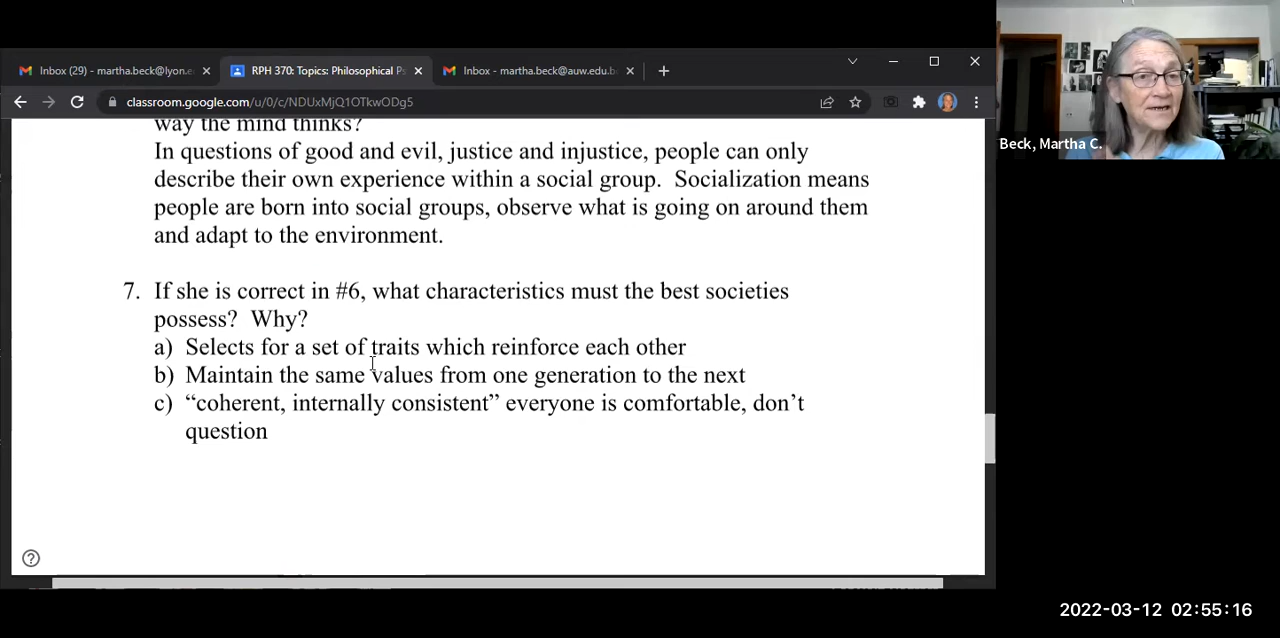 Inbox (29) - martha.beck@lyon.e
RPH 370: Topics: Philosophical Ps
Inbox - martha.beck@auw.edu.b
classroom.google.com/u/0/c/NDUxMjQ1OTkwODg5
way the mind thinks?
In questions of good and evil, justice and injustice, people can only
describe their own experience within a social group. Socialization means
people are born into social groups, observe what is going on around them
and adapt to the environment.
7. If she is correct in #6, what characteristics must the best societies
possess? Why?
a) Selects for a set of traits which reinforce each other
b) Maintain the same values from one generation to the next
c) “coherent, internally consistent” everyone is comfortable, don’t
question
Beck, Martha C.
2022-03-12 02:55:16